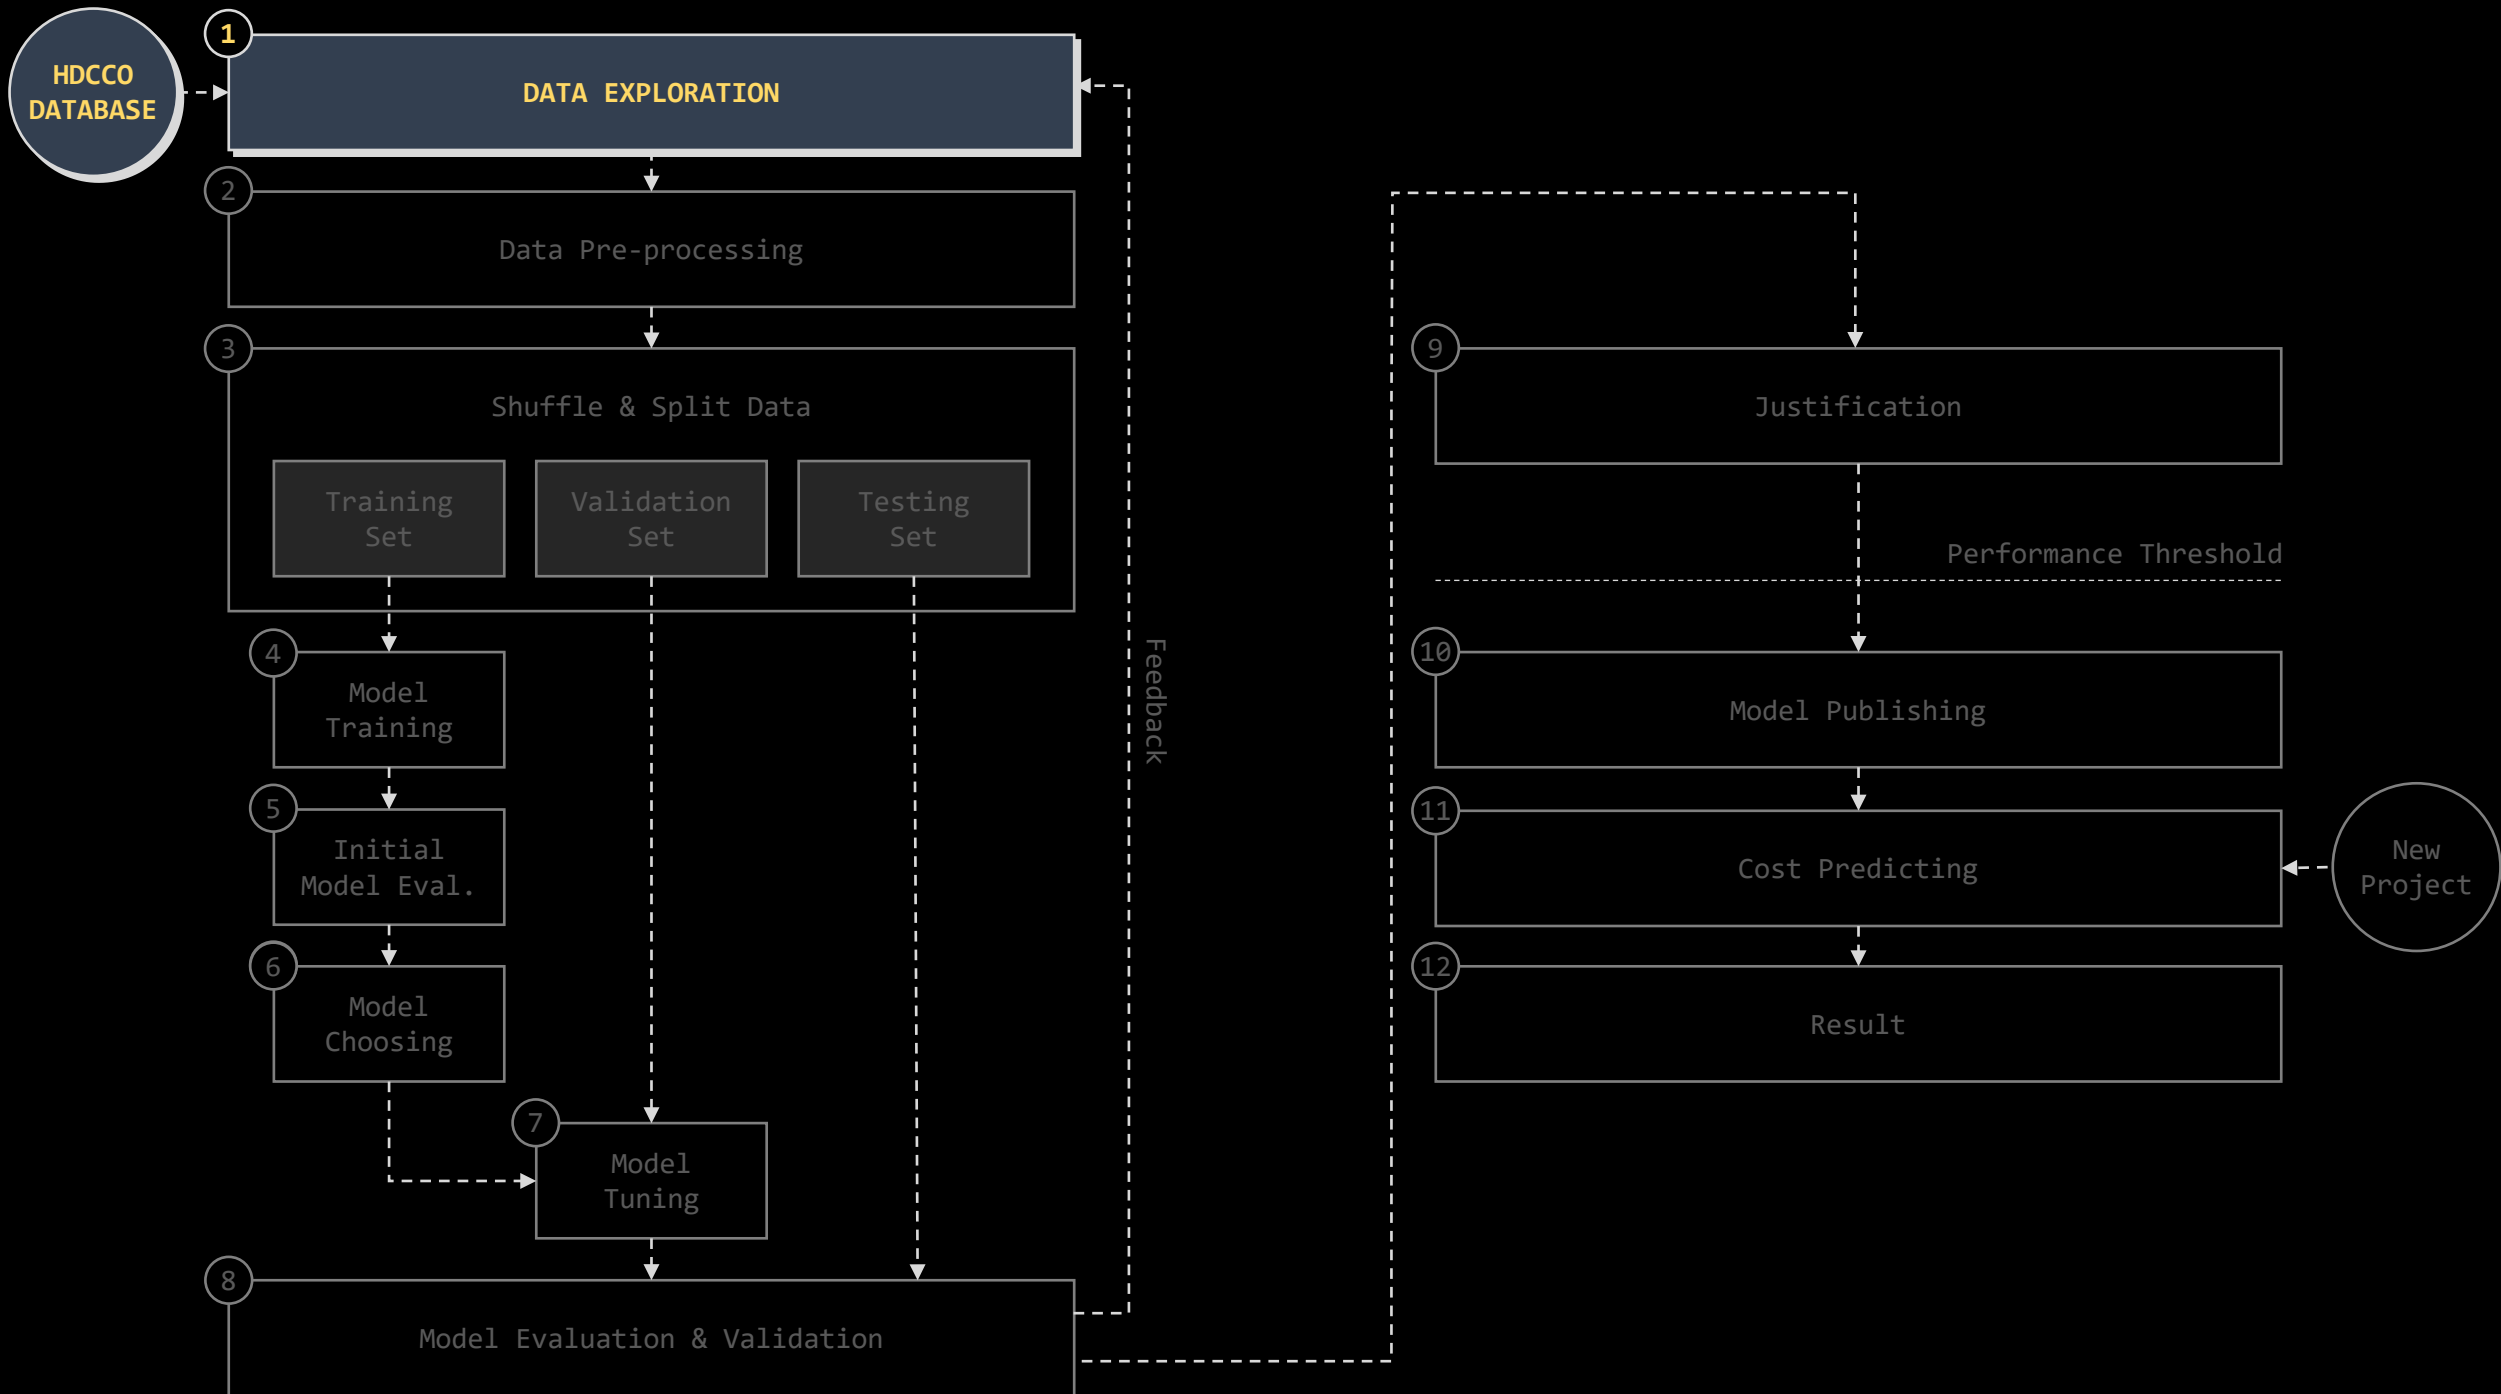 HDCCO
DATABASE
1
DATA EXPLORATION
2
Data Pre-processing
3
Shuffle & Split Data
Training
Set
Validation
Set
Testing
Set
4
Model
Training
5
Initial
Model Eval.
6
Model
Choosing
7
Model
Tuning
8
Model Evaluation & Validation
Feedback
9
Justification
Performance Threshold
10
Model Publishing
11
Cost Predicting
New
Project
12
Result